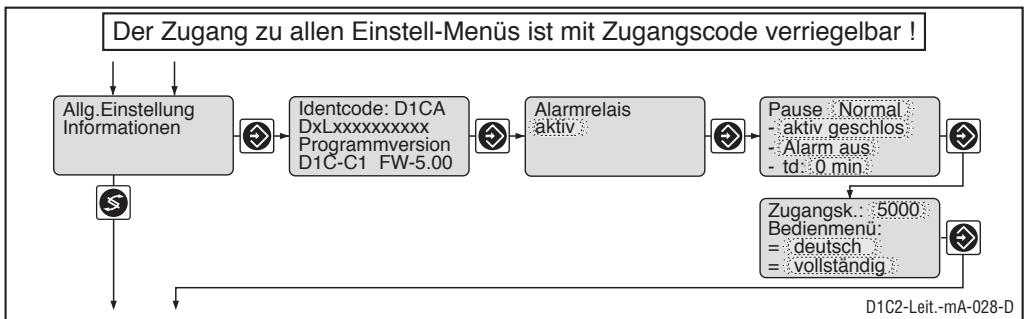 Der Zugang zu allen Einstell-Menüs ist mit Zugangscode verriegelbar !
Allg.Einstellung
Informationen
Identcode: D1CA
DxLxxxxxxxxxx
Programmversion
D1C-C1 FW-5.00
Alarmrelais
aktiv
Pause Normal
- aktiv geschlos
- Alarm aus
- td: 0 min
Zugangsk.: 5000
Bedienmenü:
= deutsch
= vollständig
D1C2-Leit.-mA-028-D